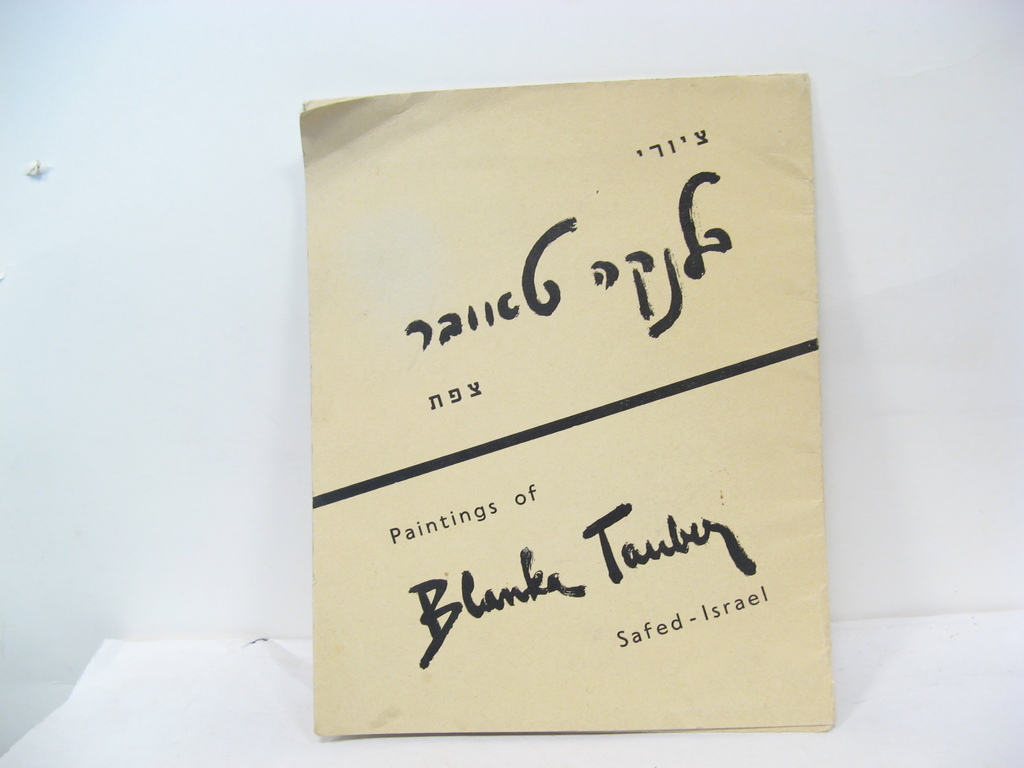 ציורי
בלנקה טאובר
צפת
Paintings of
Blanka Tauber
Safed-Israel